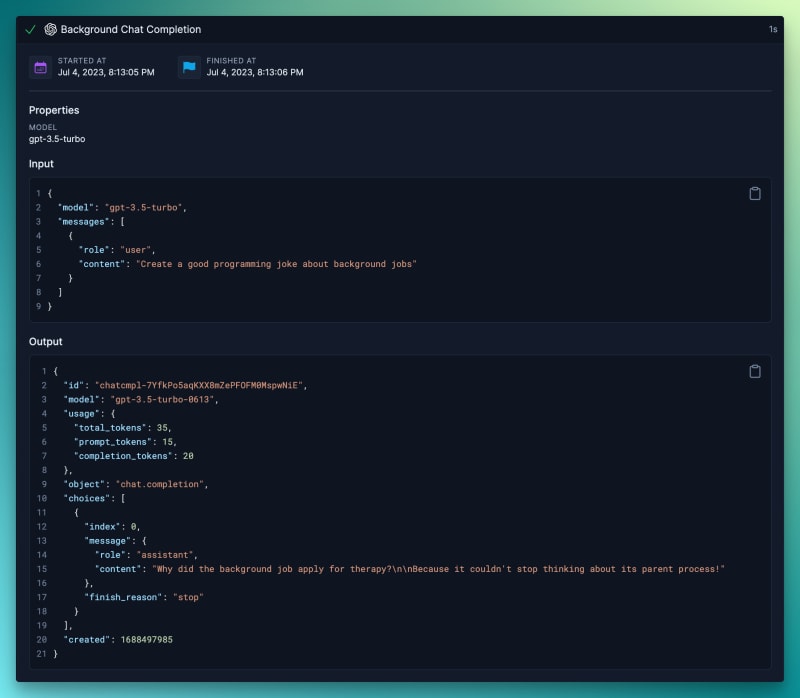 Background Chat Completion
1s
STARTED AT
Jul 4, 2023, 8:13:05 PM
FINISHED AT
Jul 4, 2023, 8:13:06 PM
Properties
MODEL
gpt-3.5-turbo
Input
1 {
2   "model": "gpt-3.5-turbo",
3   "messages": [
4     {
5       "role": "user",
6       "content": "Create a good programming joke about background jobs"
7     }
8   ]
9 }
Output
1 {
2   "id": "chatcmpl-7YfkPo5aqKXX8mZePFOFM0MspwNiE",
3   "model": "gpt-3.5-turbo-0613",
4   "usage": {
5     "total_tokens": 35,
6     "prompt_tokens": 15,
7     "completion_tokens": 20
8   },
9   "object": "chat.completion",
10   "choices": [
11     {
12       "index": 0,
13       "message": {
14         "role": "assistant",
15         "content": "Why did the background job apply for therapy?\n\nBecause it couldn't stop thinking about its parent process!"
16       },
17       "finish_reason": "stop"
18     }
19   ],
20   "created": 1688497985
21 }